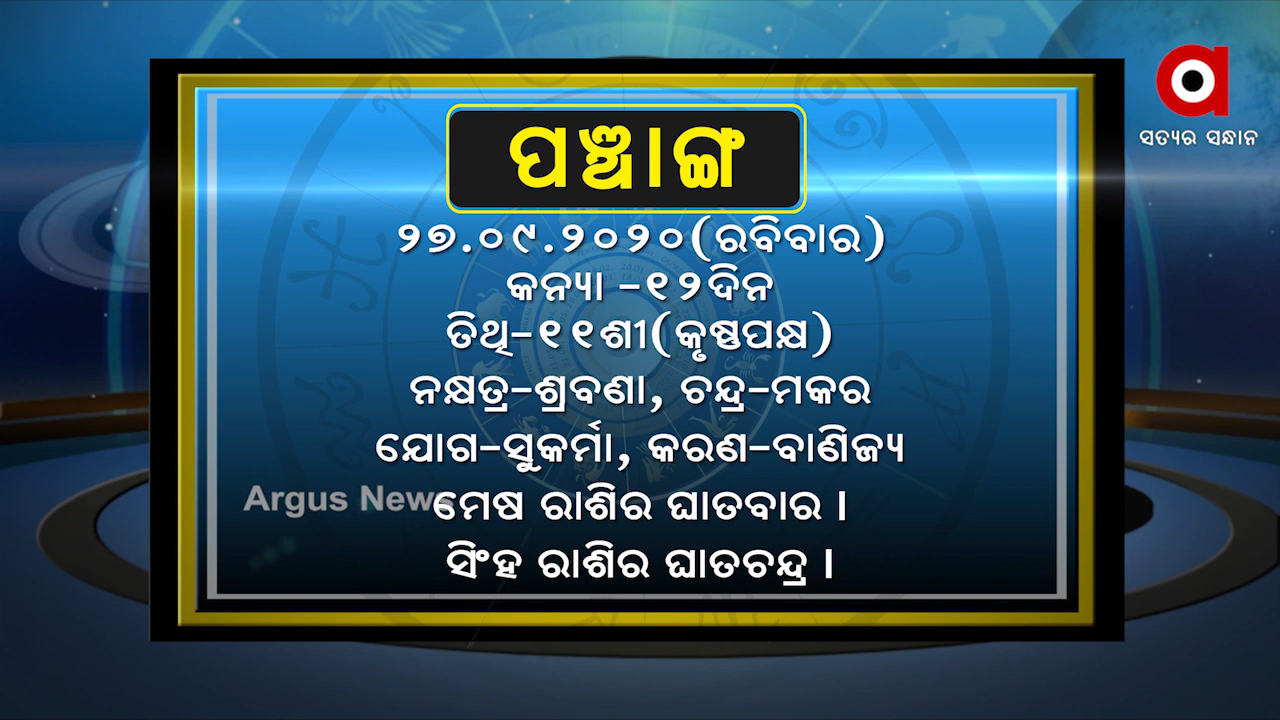 ପଞ୍ଚାଙ୍ଗ
ସତ୍ୟର ସନ୍ଧାନ
୨୭.୦୯.୨୦୨୦(ରବିବାର)
କନ୍ୟା -୧୨ଦିନ
ତିଥି-୧୧ଶୀ(କୃଷ୍ଣପକ୍ଷ)
ନକ୍ଷତ୍ର-ଶ୍ରବଣା, ଚନ୍ଦ୍ର-ମକର
ଯୋଗ-ସୁକର୍ମା, କରଣ-ବାଣିଜ୍ୟ
Argus News
ମେଷ ରାଶିର ଘାତବାର ।
ସିଂହ ରାଶିର ଘାତଚନ୍ଦ୍ର ।